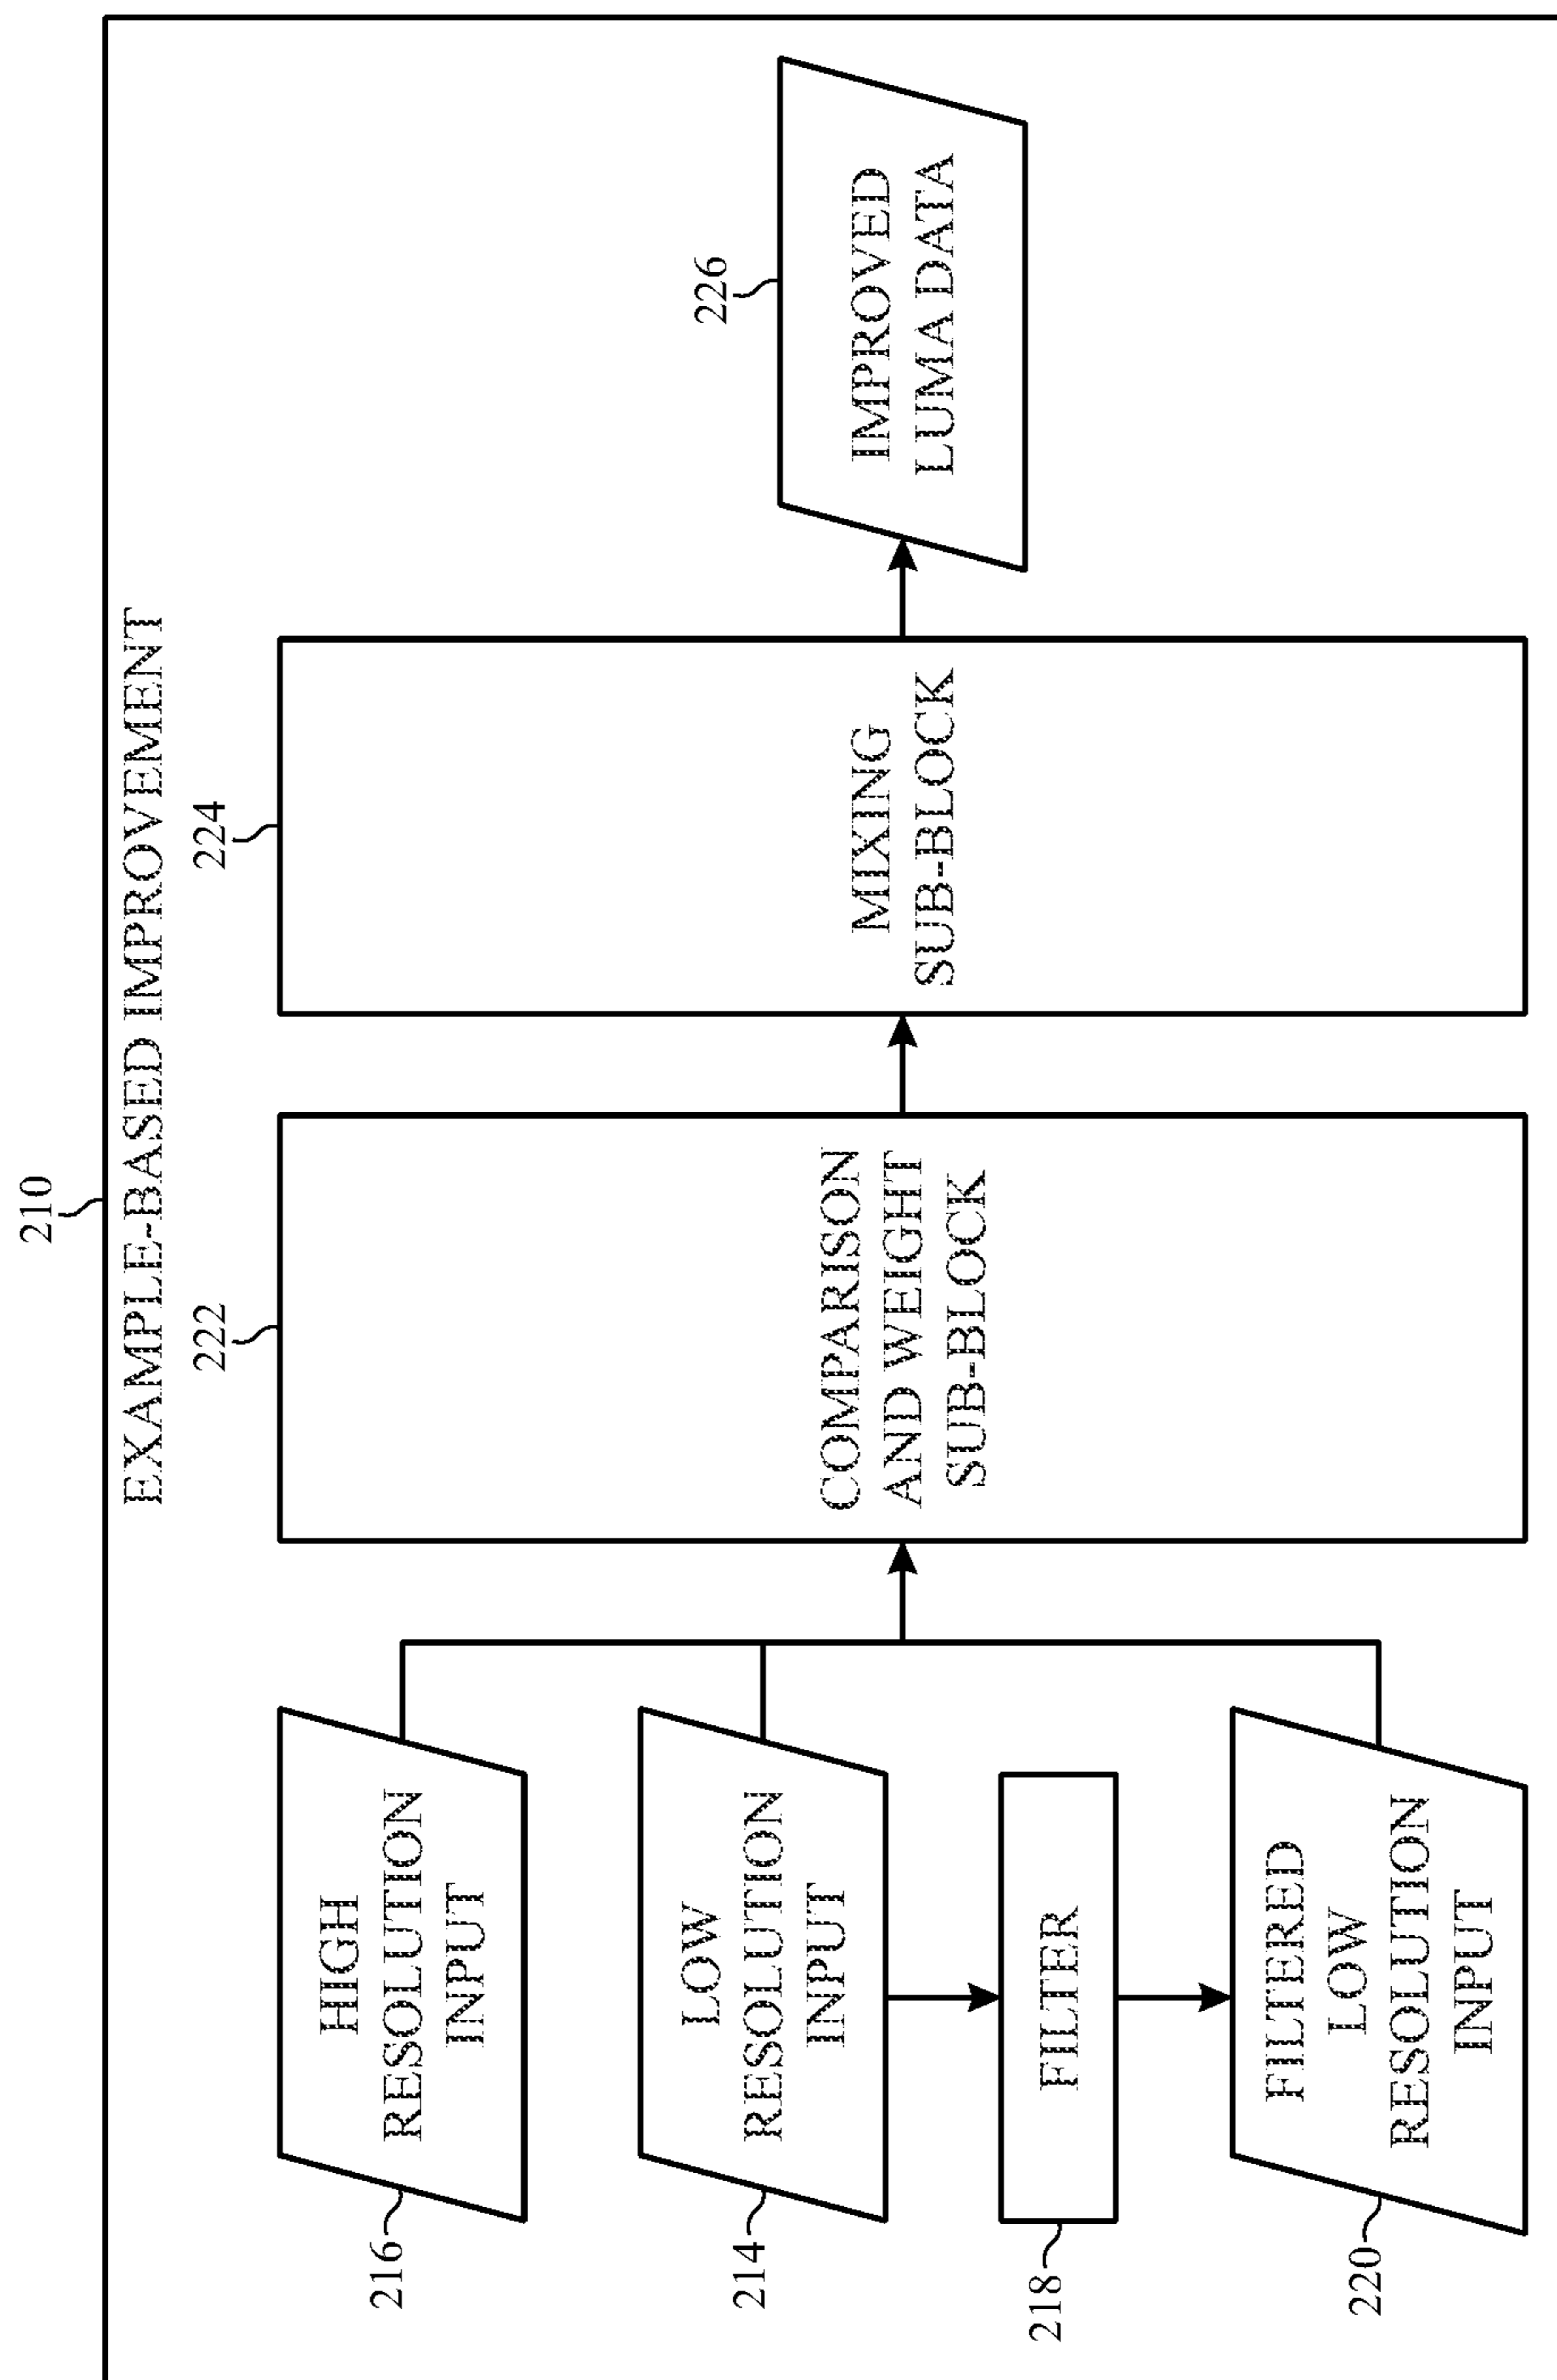 210
EXAMPLE-BASED IMPROVEMENT
216
HIGH
RESOLUTION
INPUT
214
LOW
RESOLUTION
INPUT
218
FILTER
220
FILTERED
LOW
RESOLUTION
INPUT
222
COMPARISON
AND WEIGHT
SUB-BLOCK
224
MIXING
SUB-BLOCK
226
IMPROVED
LUMA DATA